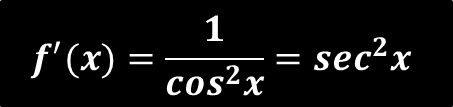 f′(x) = 1/cos²x = sec²x